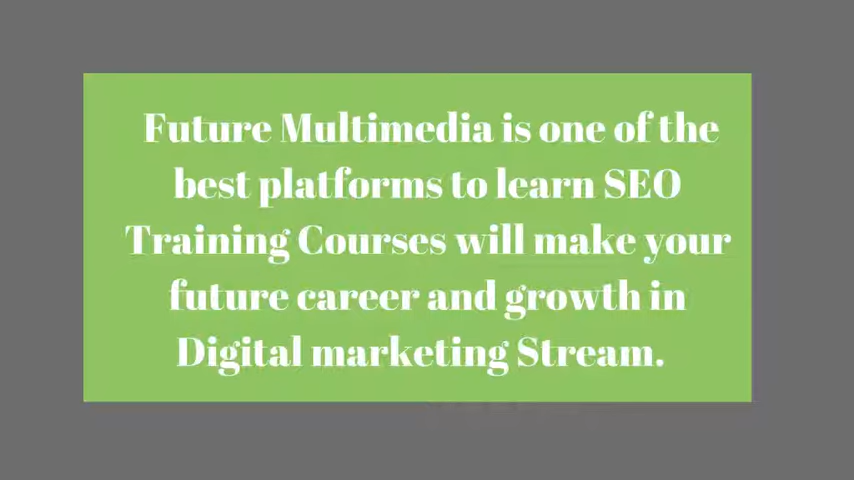 Future Multimedia is one of the
best platforms to learn SEO
Training Courses will make your
future career and growth in
Digital marketing Stream.